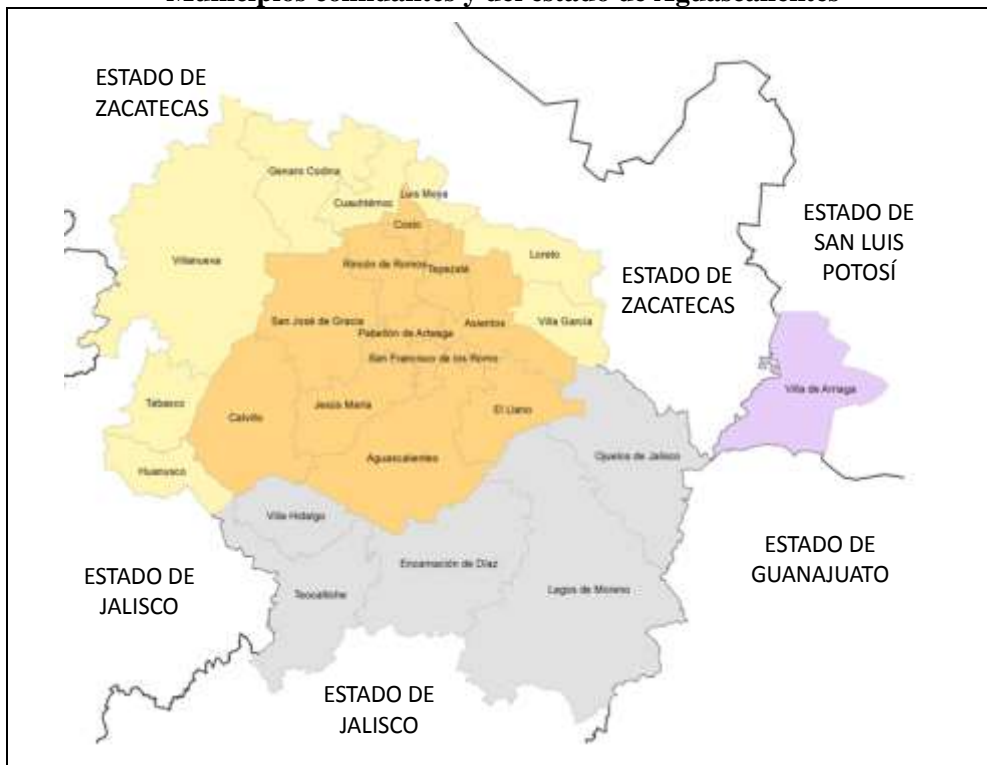 Municipios colindantes y del estado de Aguascalientes
ESTADO DE
ZACATECAS
Genaro Codina
Luis Moya
Cuauhtémoc
Cosío
Villanueva
Rincón de Romos
Tepezalá
Loreto
ESTADO DE
SAN LUIS
POTOSÍ
ESTADO DE
ZACATECAS
San José de Gracia
Pabellón de Arteaga
Asientos
Villa García
San Francisco de los Romo
Villa de Arriaga
Tabasco
Calvillo
Jesús María
El Llano
Aguascalientes
Ojuelos de Jalisco
Huanusco
Villa Hidalgo
Encarnación de Díaz
ESTADO DE
GUANAJUATO
ESTADO DE
JALISCO
Teocaltiche
Lagos de Moreno
ESTADO DE
JALISCO